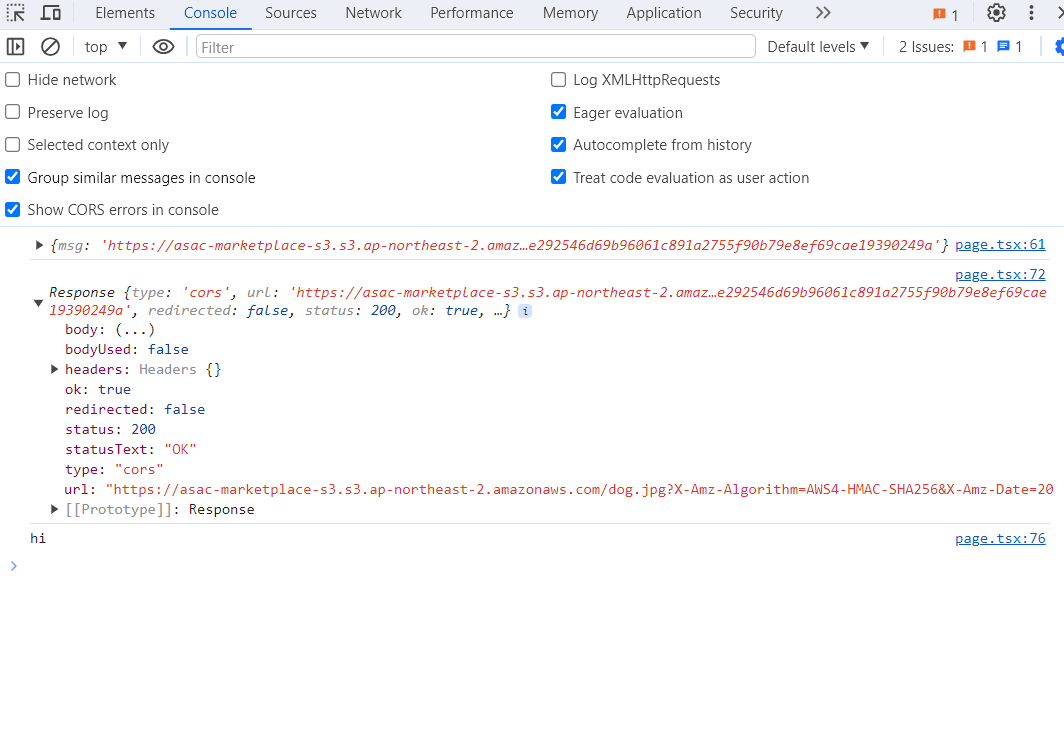 Elements Console Sources Network Performance Memory Application Security 1
top Filter Default levels 2 Issues: 1 1
Hide network Log XMLHttpRequests
Preserve log Eager evaluation
Selected context only Autocomplete from history
Group similar messages in console Treat code evaluation as user action
Show CORS errors in console
{msg: 'https://asac-marketplace-s3.s3.ap-northeast-2.amaz…e292546d69b96061c891a2755f90b79e8ef69cae19390249a'} page.tsx:61
page.tsx:72
Response {type: 'cors', url: 'https://asac-marketplace-s3.s3.ap-northeast-2.amaz…e292546d69b96061c891a2755f90b79e8ef69cae
19390249a', redirected: false, status: 200, ok: true, …} i
body: (...)
bodyUsed: false
headers: Headers {}
ok: true
redirected: false
status: 200
statusText: "OK"
type: "cors"
url: "https://asac-marketplace-s3.s3.ap-northeast-2.amazonaws.com/dog.jpg?X-Amz-Algorithm=AWS4-HMAC-SHA256&X-Amz-Date=20
[[Prototype]]: Response
hi page.tsx:76